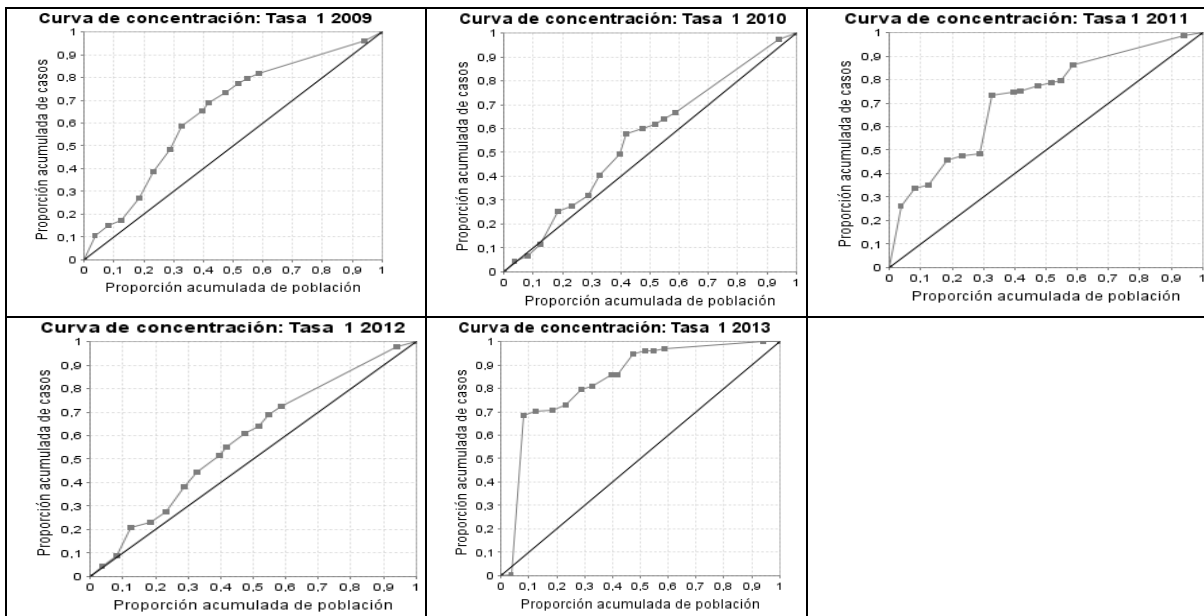 Curva de concentración: Tasa 1 2009
Proporción acumulada de casos
1
0,9
0,8
0,7
0,6
0,5
0,4
0,3
0,2
0,1
0
0 0,1 0,2 0,3 0,4 0,5 0,6 0,7 0,8 0,9 1
Proporción acumulada de población
Curva de concentración: Tasa 1 2010
Proporción acumulada de casos
1
0,9
0,8
0,7
0,6
0,5
0,4
0,3
0,2
0,1
0
0 0,1 0,2 0,3 0,4 0,5 0,6 0,7 0,8 0,9 1
Proporción acumulada de población
Curva de concentración: Tasa 1 2011
Proporción acumulada de casos
1
0,9
0,8
0,7
0,6
0,5
0,4
0,3
0,2
0,1
0
0 0,1 0,2 0,3 0,4 0,5 0,6 0,7 0,8 0,9 1
Proporción acumulada de población
Curva de concentración: Tasa 1 2012
Proporción acumulada de casos
1
0,9
0,8
0,7
0,6
0,5
0,4
0,3
0,2
0,1
0
0 0,1 0,2 0,3 0,4 0,5 0,6 0,7 0,8 0,9 1
Proporción acumulada de población
Curva de concentración: Tasa 1 2013
Proporción acumulada de casos
1
0,9
0,8
0,7
0,6
0,5
0,4
0,3
0,2
0,1
0
0 0,1 0,2 0,3 0,4 0,5 0,6 0,7 0,8 0,9 1
Proporción acumulada de población